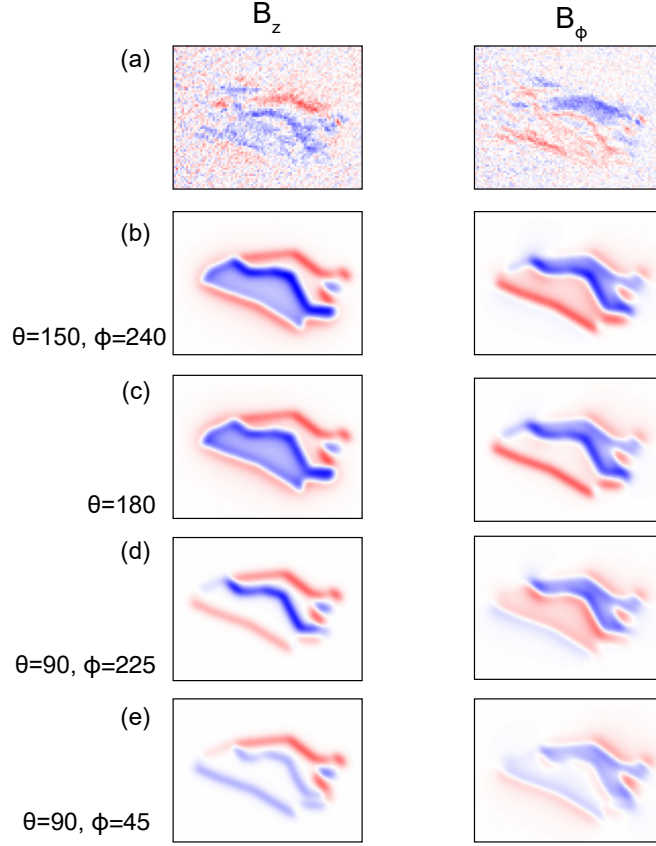 B_z B_ϕ
(a)
(b)
θ=150, ϕ=240
(c)
θ=180
(d)
θ=90, ϕ=225
(e)
θ=90, ϕ=45